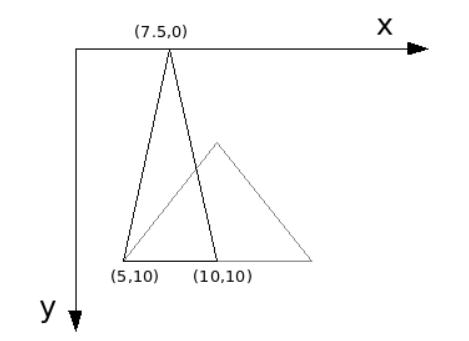 x
(7.5,0)
(5,10)
(10,10)
y